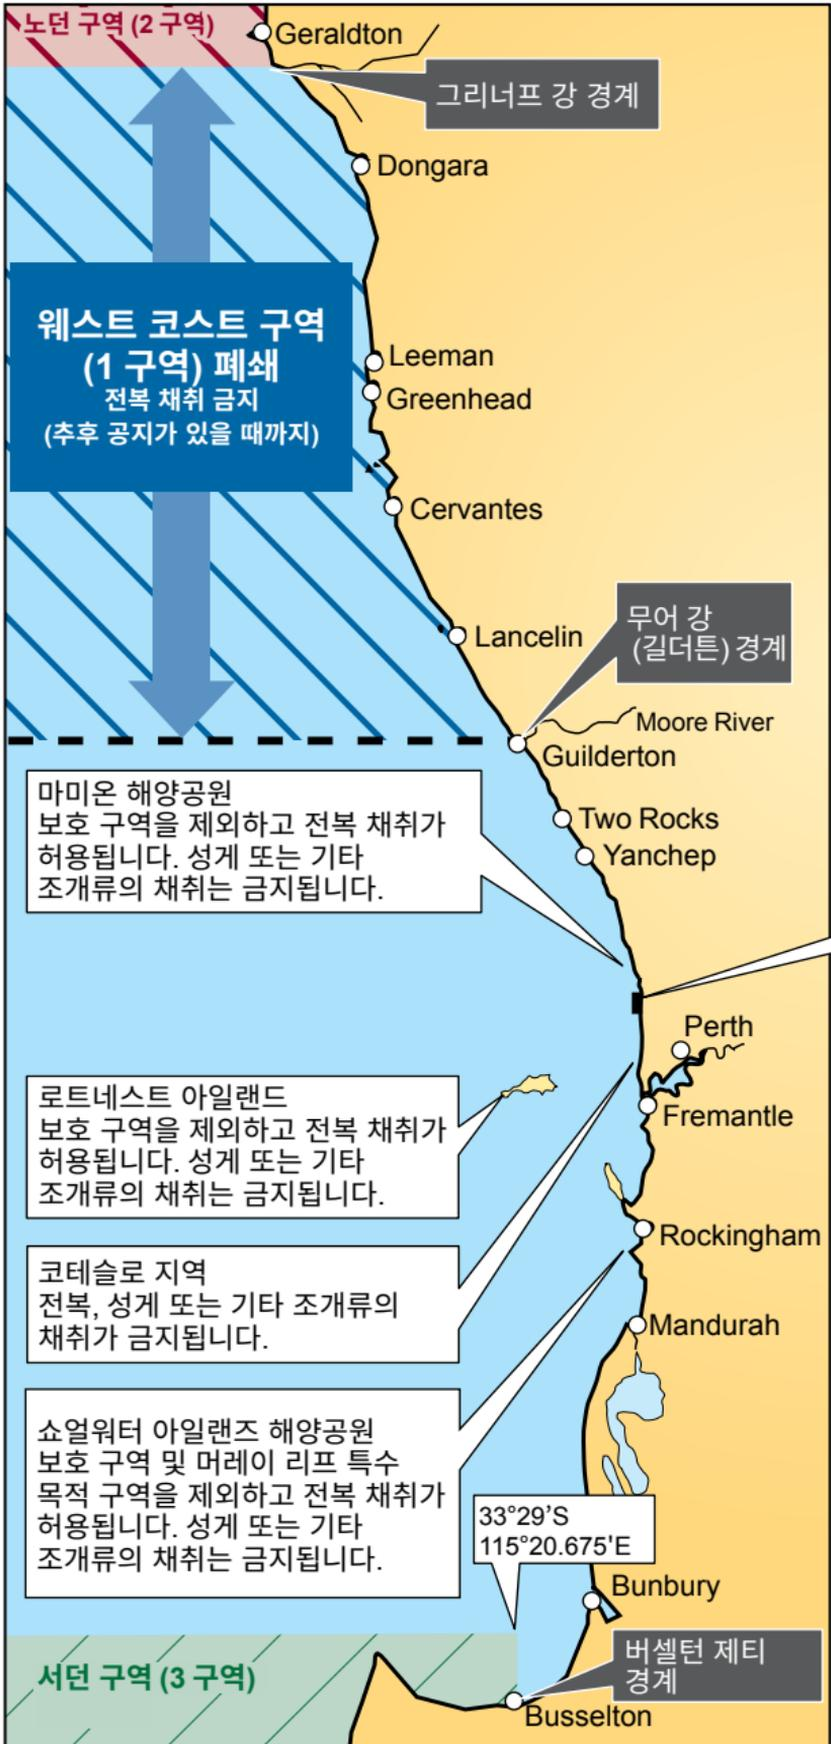 노던 구역 (2 구역)
Geraldton
그리너프 강 경계
Dongara
웨스트 코스트 구역
(1 구역) 폐쇄
전복 채취 금지
(추후 공지가 있을 때까지)
Leeman
Greenhead
Cervantes
Lancelin
무어 강
(길더튼) 경계
Moore River
Guilderton
마미온 해양공원
보호 구역을 제외하고 전복 채취가
허용됩니다. 성게 또는 기타
조개류의 채취는 금지됩니다.
Two Rocks
Yanchep
Perth
로트네스트 아일랜드
보호 구역을 제외하고 전복 채취가
허용됩니다. 성게 또는 기타
조개류의 채취는 금지됩니다.
Fremantle
Rockingham
코테슬로 지역
전복, 성게 또는 기타 조개류의
채취가 금지됩니다.
Mandurah
쇼얼워터 아일랜즈 해양공원
보호 구역 및 머레이 리프 특수
목적 구역을 제외하고 전복 채취가
허용됩니다. 성게 또는 기타
조개류의 채취는 금지됩니다.
33°29’S
115°20.675'E
Bunbury
서던 구역 (3 구역)
버셀턴 제티
경계
Busselton